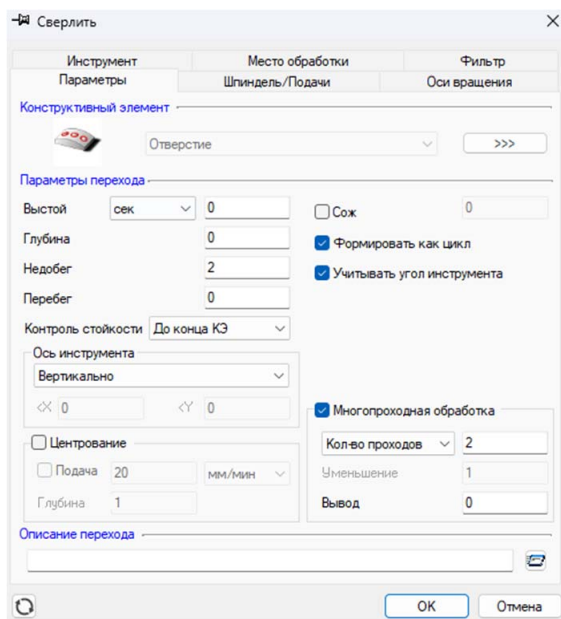 Сверлить
Инструмент Место обработки Фильтр
Параметры Шпиндель/Подачи Оси вращения
Конструктивный элемент
Отверстие >>>
Параметры перехода
Выстой сек 0 Сож 0
Глубина 0 Формировать как цикл
Недобег 2 Учитывать угол инструмента
Перебег 0
Контроль стойкости До конца КЭ
Ось инструмента
Вертикально
<X 0 <Y 0 Многопроходная обработка
Центрование Кол-во проходов 2
Подача 20 мм/мин Уменьшение 1
Глубина 1 Вывод 0
Описание перехода
OK Отмена